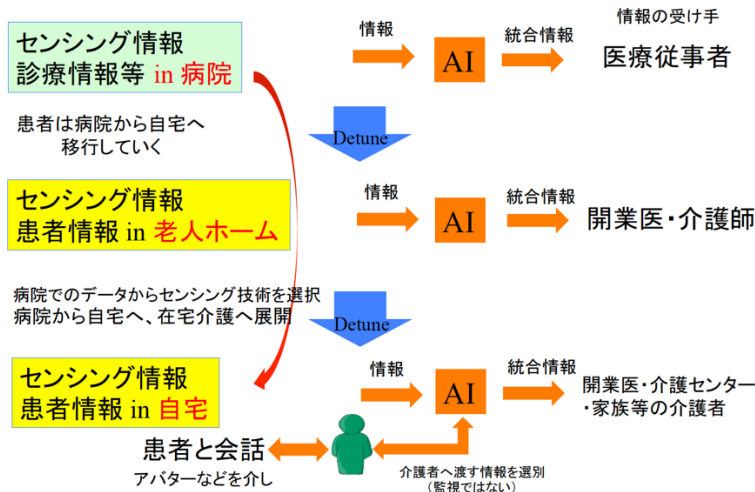 情報の受け手
センシング情報
診療情報等 in 病院
情報
AI
統合情報
医療従事者
患者は病院から自宅へ
移行していく
Detune
センシング情報
患者情報 in 老人ホーム
情報
AI
統合情報
開業医・介護師
病院でのデータからセンシング技術を選択
病院から自宅へ、在宅介護へ展開
Detune
センシング情報
患者情報 in 自宅
情報
AI
統合情報
開業医・介護センター
・家族等の介護者
患者と会話
アバターなどを介し
介護者へ渡す情報を選別
（監視ではない）